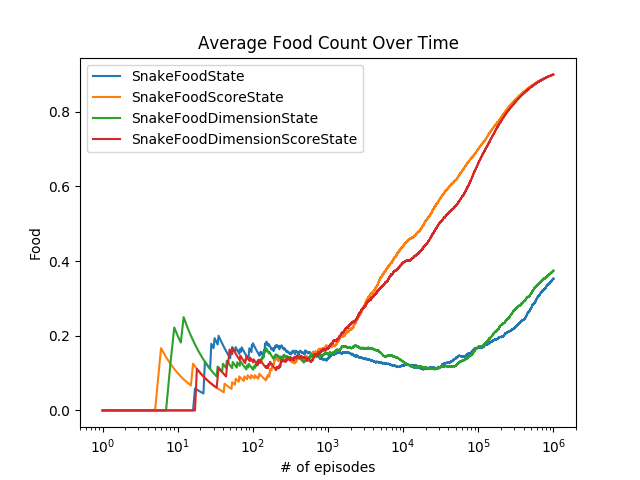 Average Food Count Over Time
SnakeFoodState
SnakeFoodScoreState
SnakeFoodDimensionState
SnakeFoodDimensionScoreState
0.8
0.6
0.4
0.2
0.0
Food
10⁰ 10¹ 10² 10³ 10⁴ 10⁵ 10⁶
# of episodes